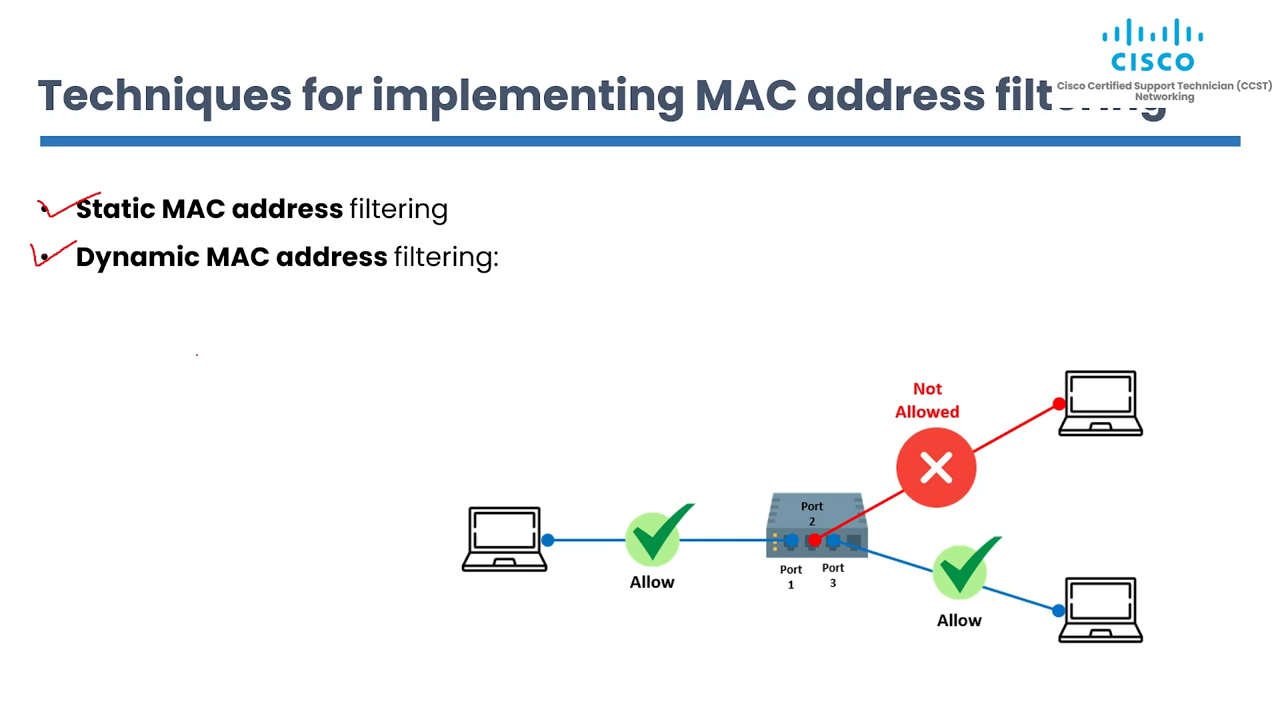 CISCO
Cisco Certified Support Technician (CCST)
Networking
Techniques for implementing MAC address filtering
• Static MAC address filtering
• Dynamic MAC address filtering:
Not
Allowed
Port
2
Port
1
Port
3
Allow
Allow